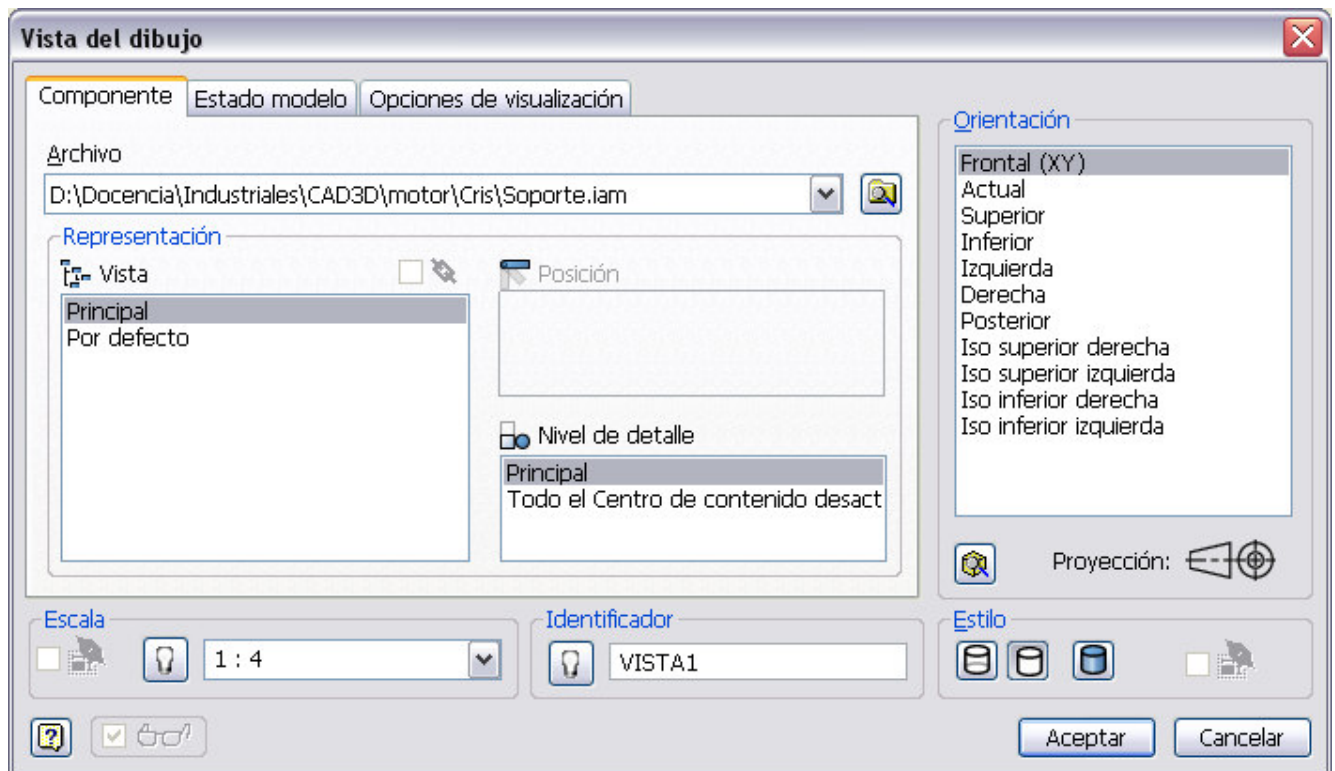 Vista del dibujo
Componente
Estado modelo
Opciones de visualización
Archivo
D:\Docencia\Industriales\CAD3D\motor\Cris\Soporte.iam
Representación
Vista
Principal
Por defecto
Posición
Nivel de detalle
Principal
Todo el Centro de contenido desact
Orientación
Frontal (XY)
Actual
Superior
Inferior
Izquierda
Derecha
Posterior
Iso superior derecha
Iso superior izquierda
Iso inferior derecha
Iso inferior izquierda
Proyección:
Escala
1 : 4
Identificador
VISTA1
Estilo
Aceptar
Cancelar